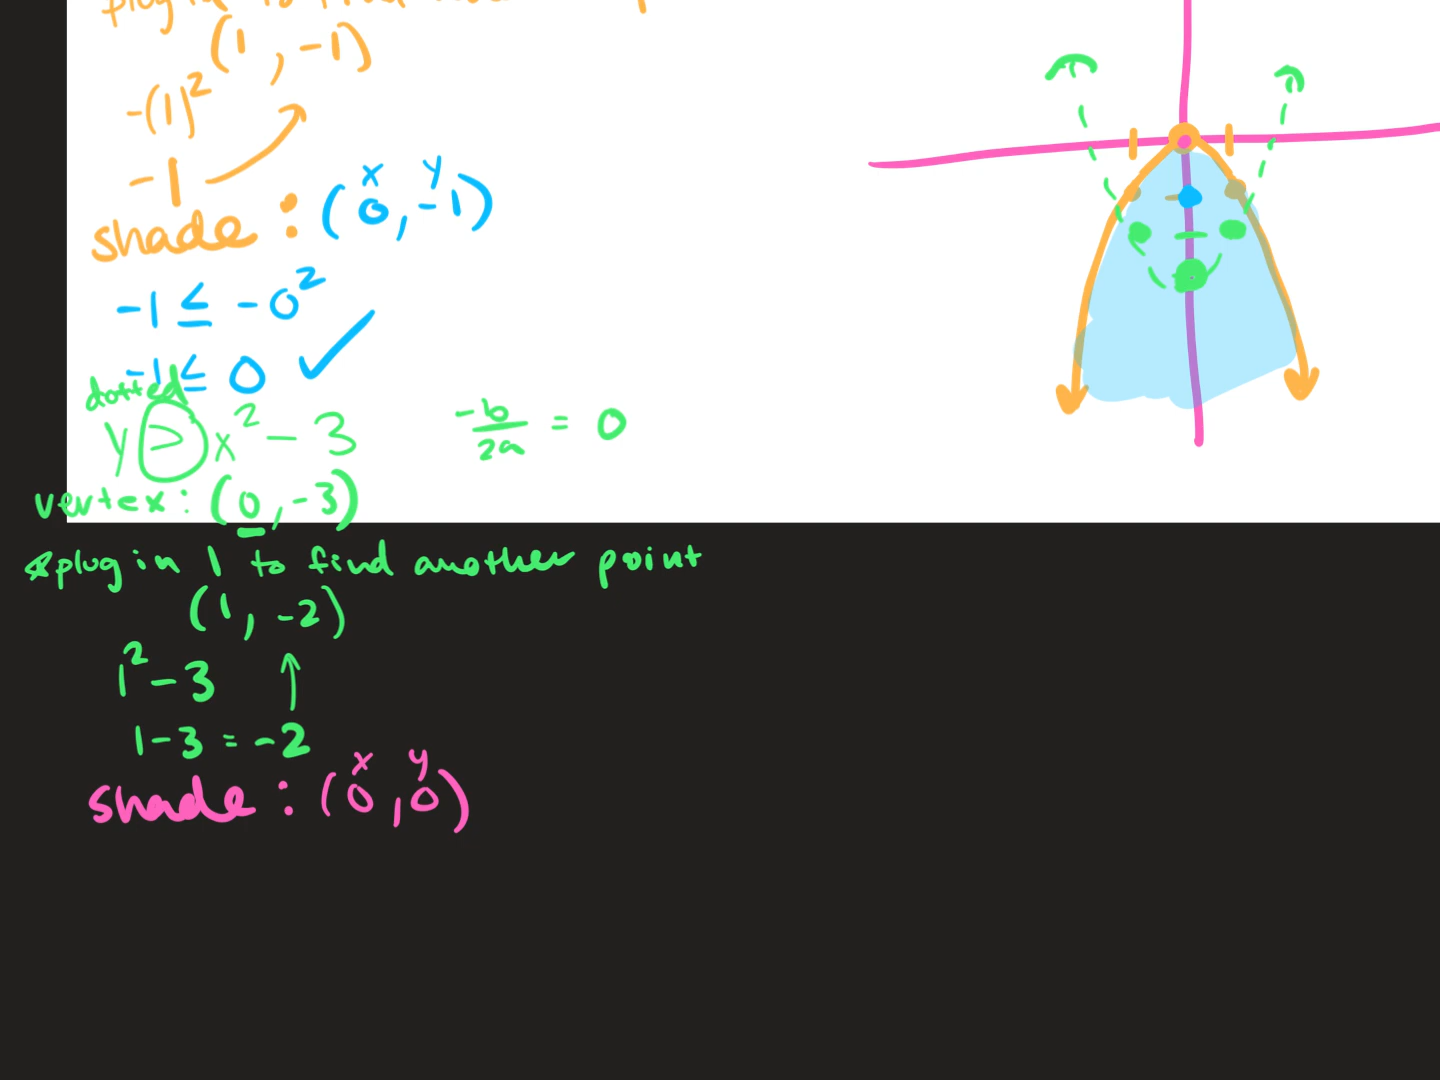 (1, -1)
-(1)²
-1
shade : (0, -1)
x y
-1 ≤ -0²
-1 ≤ 0 ✓
dotted
y > x² - 3
-b/2a = 0
vertex: (0, -3)
*plug in 1 to find another point
(1, -2)
1² - 3
1 - 3 = -2
x y
shade : (0, 0)